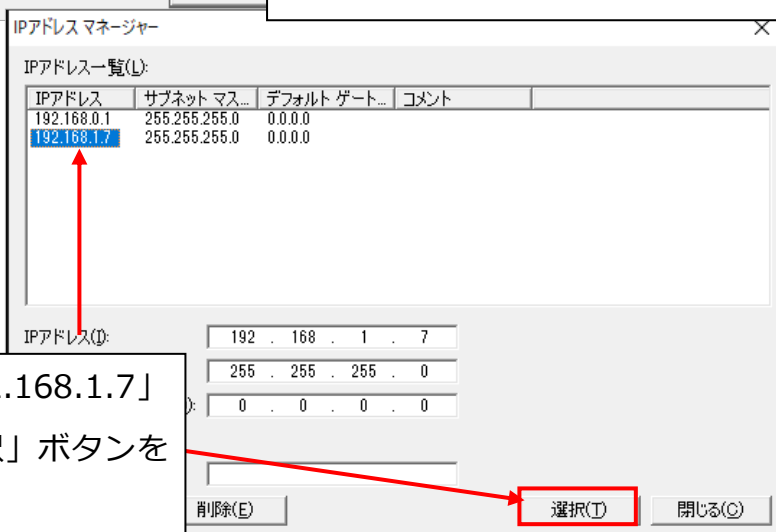 IPアドレス マネージャー
IPアドレス一覧(L):
IPアドレス サブネット マス... デフォルト ゲート... コメント
192.168.0.1 255.255.255.0 0.0.0.0
192.168.1.7 255.255.255.0 0.0.0.0
IPアドレス(I): 192 . 168 . 1 . 7
255 . 255 . 255 . 0
): 0 . 0 . 0 . 0
.168.1.7」
」ボタンを
削除(E) 選択(T) 閉じる(C)